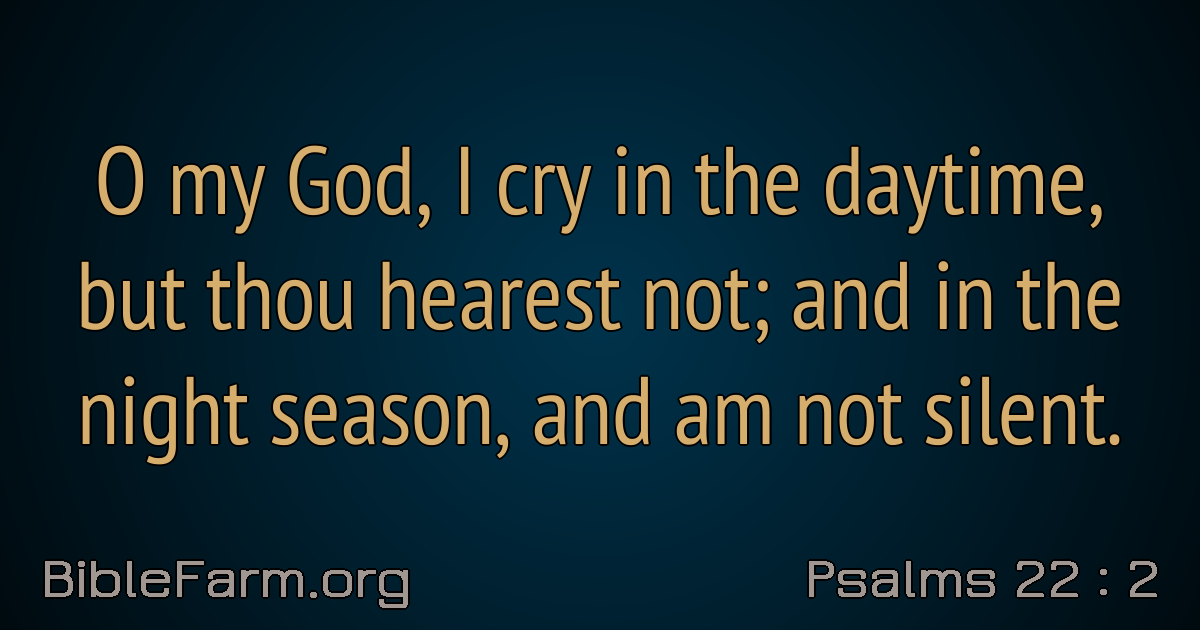 O my God, I cry in the daytime,
but thou hearest not; and in the
night season, and am not silent.
BibleFarm.org
Psalms 22 : 2